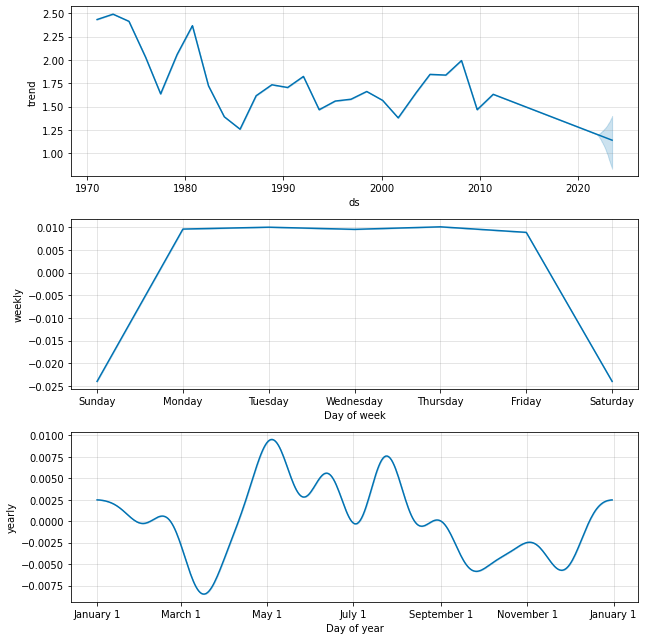 2.50
2.25
2.00
1.75
1.50
1.25
1.00
trend
1970 1980 1990 2000 2010 2020
ds
0.010
0.005
0.000
−0.005
−0.010
−0.015
−0.020
−0.025
weekly
Sunday Monday Tuesday Wednesday Thursday Friday Saturday
Day of week
0.0100
0.0075
0.0050
0.0025
0.0000
−0.0025
−0.0050
−0.0075
yearly
January 1 March 1 May 1 July 1 September 1 November 1 January 1
Day of year